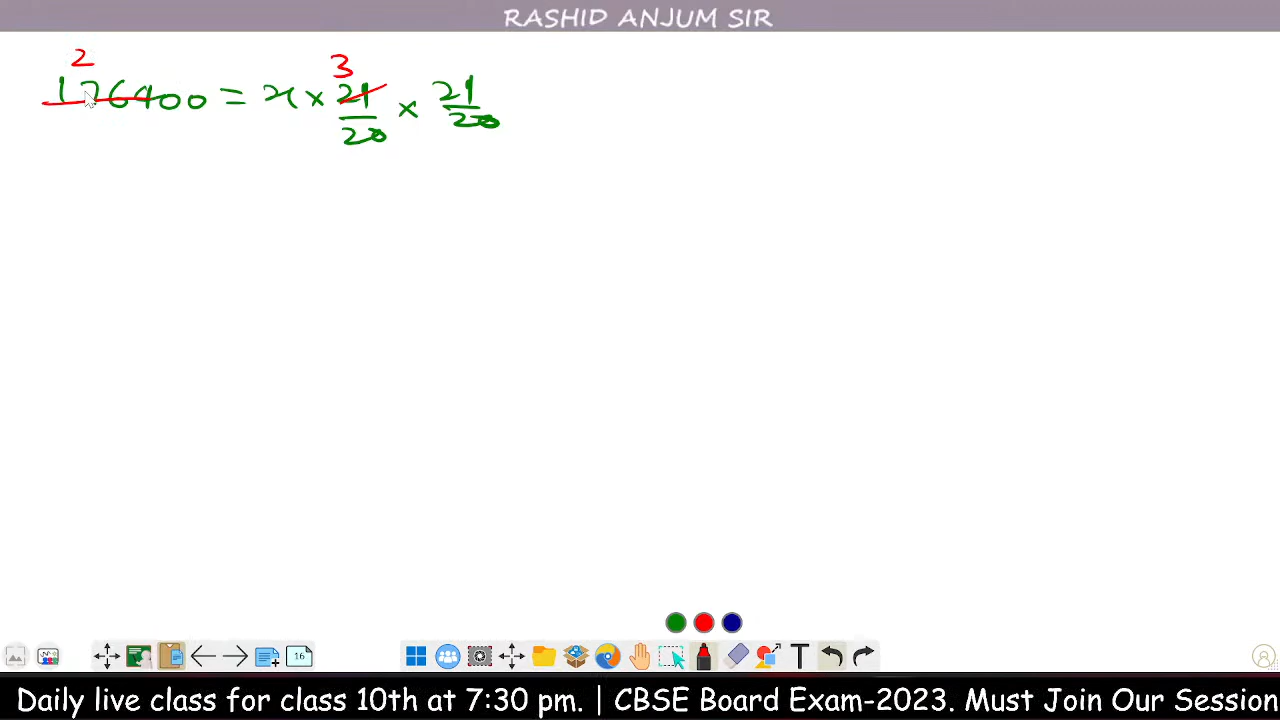 RASHID ANJUM SIR
2 3
176400 = x × 21/20 × 21/20
16
T
Daily live class for class 10th at 7:30 pm. | CBSE Board Exam-2023. Must Join Our Session